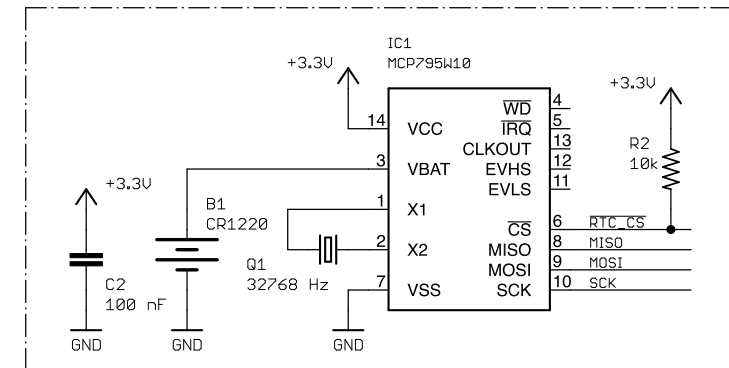 IC1
MCP795W10
+3.3V
+3.3V
14
VCC
WD
4
IRQ
5
CLKOUT
13
3
VBAT
EVHS
12
EVLS
11
R2
10k
+3.3V
B1
CR1220
1
X1
CS
6
RTC_CS
2
X2
MISO
8
MISO
Q1
32768 Hz
MOSI
9
MOSI
7
VSS
SCK
10
SCK
C2
100 nF
GND
GND
GND